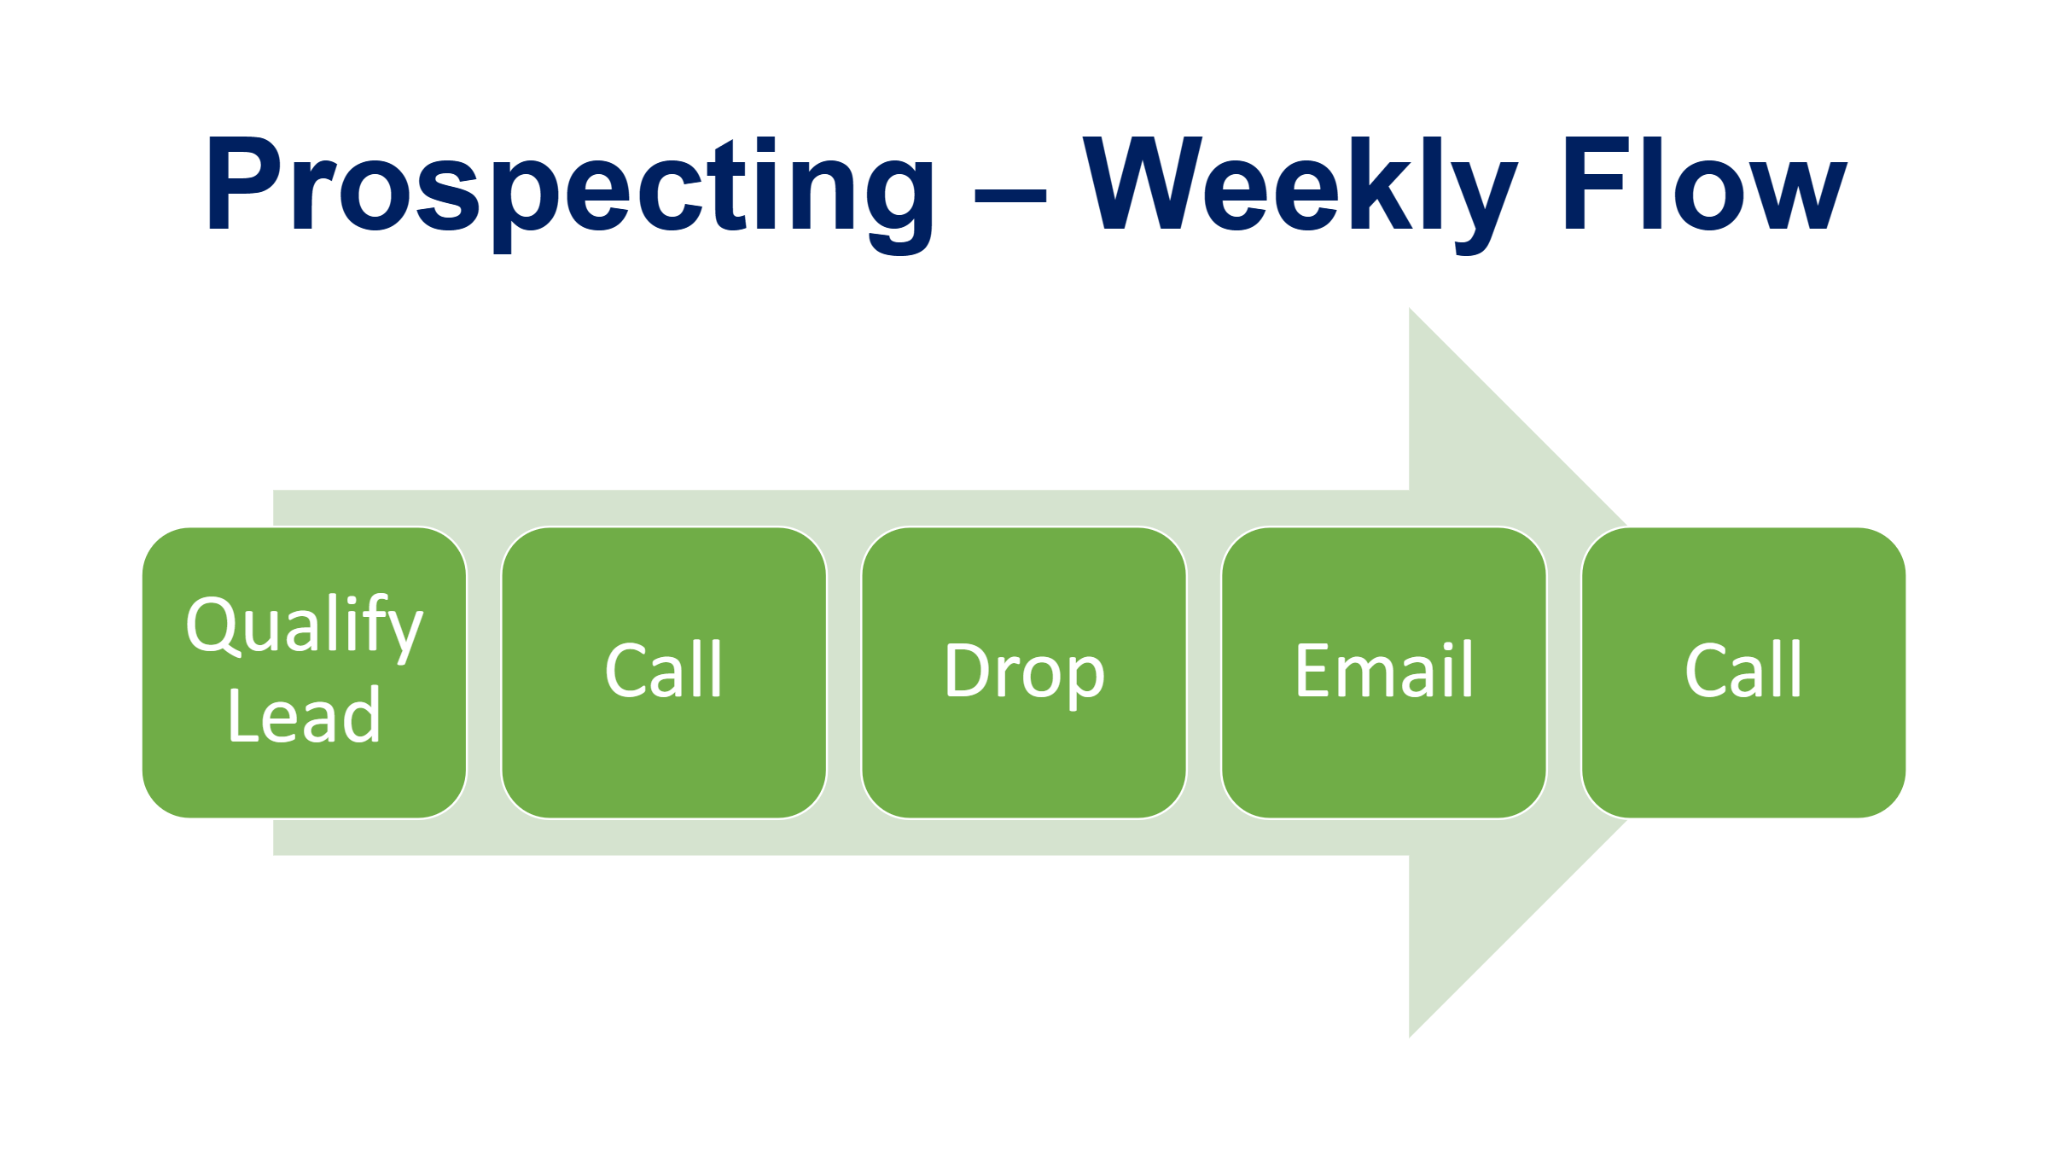 Prospecting – Weekly Flow
Qualify
Lead
Call
Drop
Email
Call